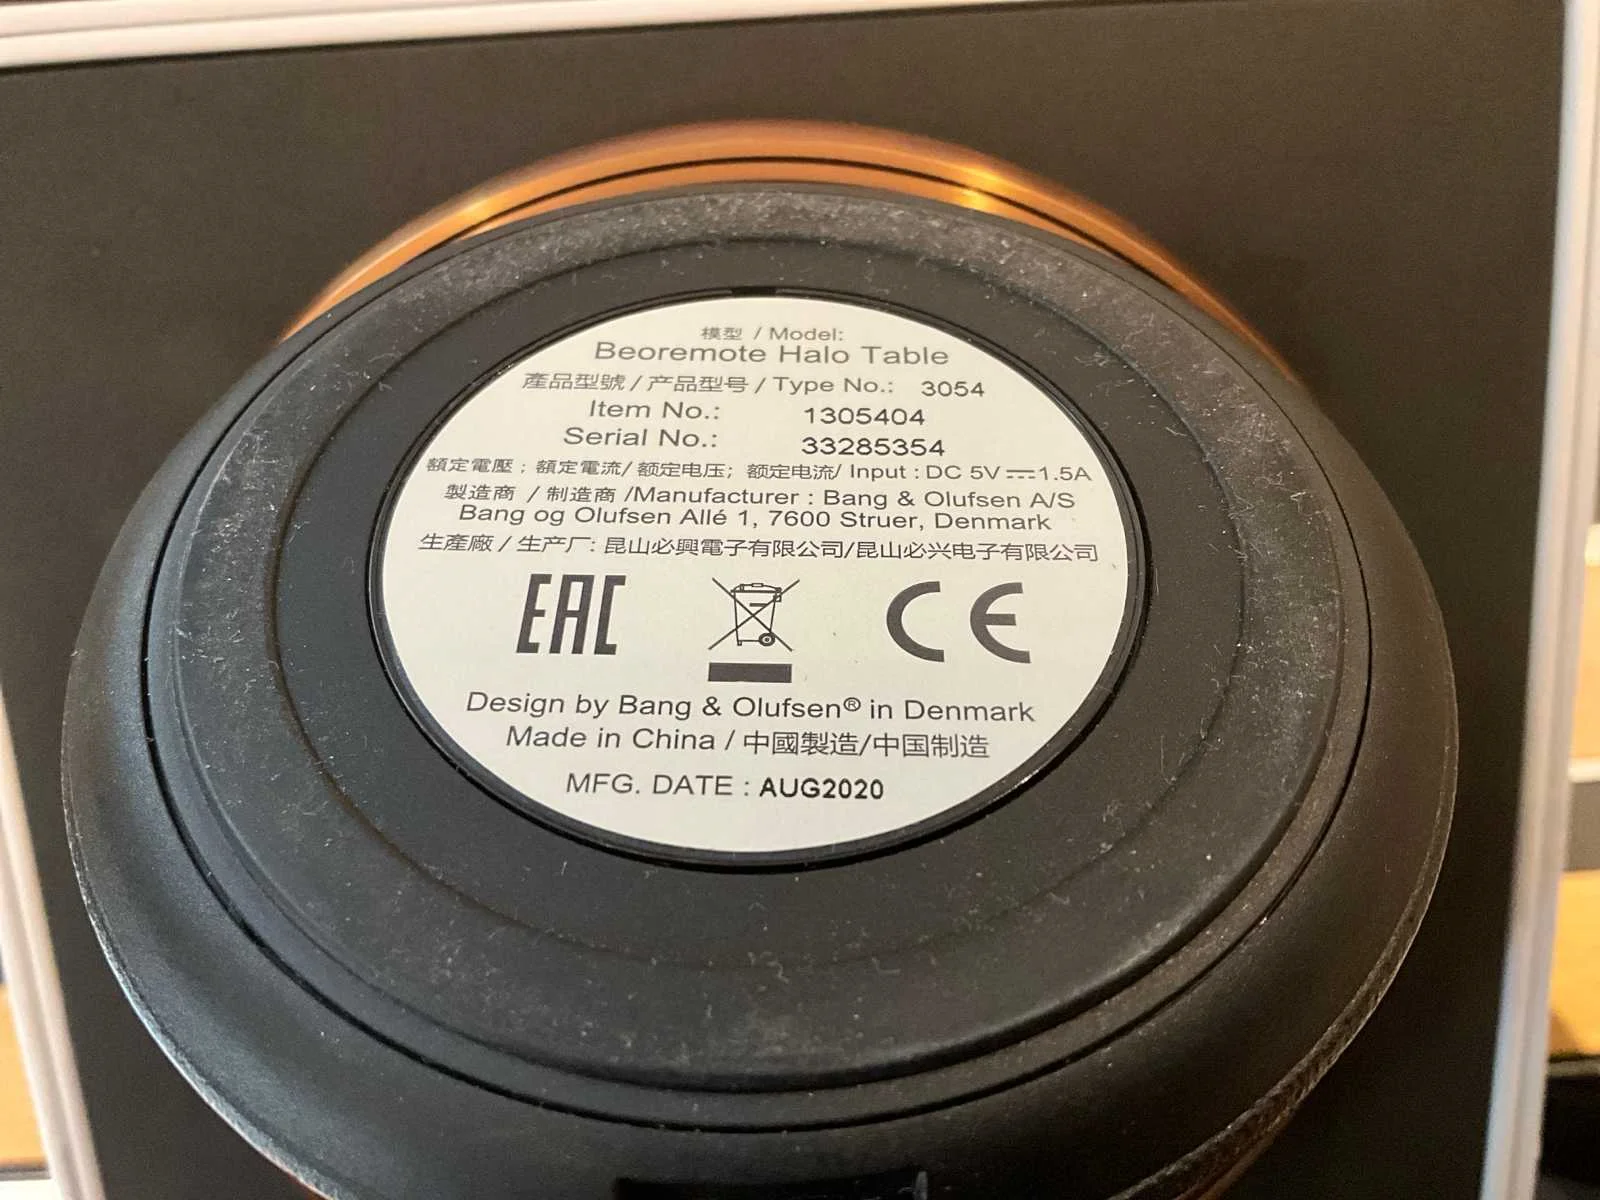 模型 / Model:
Beoremote Halo Table
產品型號 / 产品型号 / Type No.: 3054
Item No.: 1305404
Serial No.: 33285354
額定電壓 ; 額定電流/ 额定电压; 额定电流/ Input : DC 5V⎓1.5A
製造商 / 制造商 /Manufacturer : Bang & Olufsen A/S
Bang og Olufsen Allé 1, 7600 Struer, Denmark
生產廠 / 生产厂: 昆山必興電子有限公司/昆山必兴电子有限公司
EAC CE
Design by Bang & Olufsen® in Denmark
Made in China / 中國製造/中国制造
MFG. DATE : AUG2020